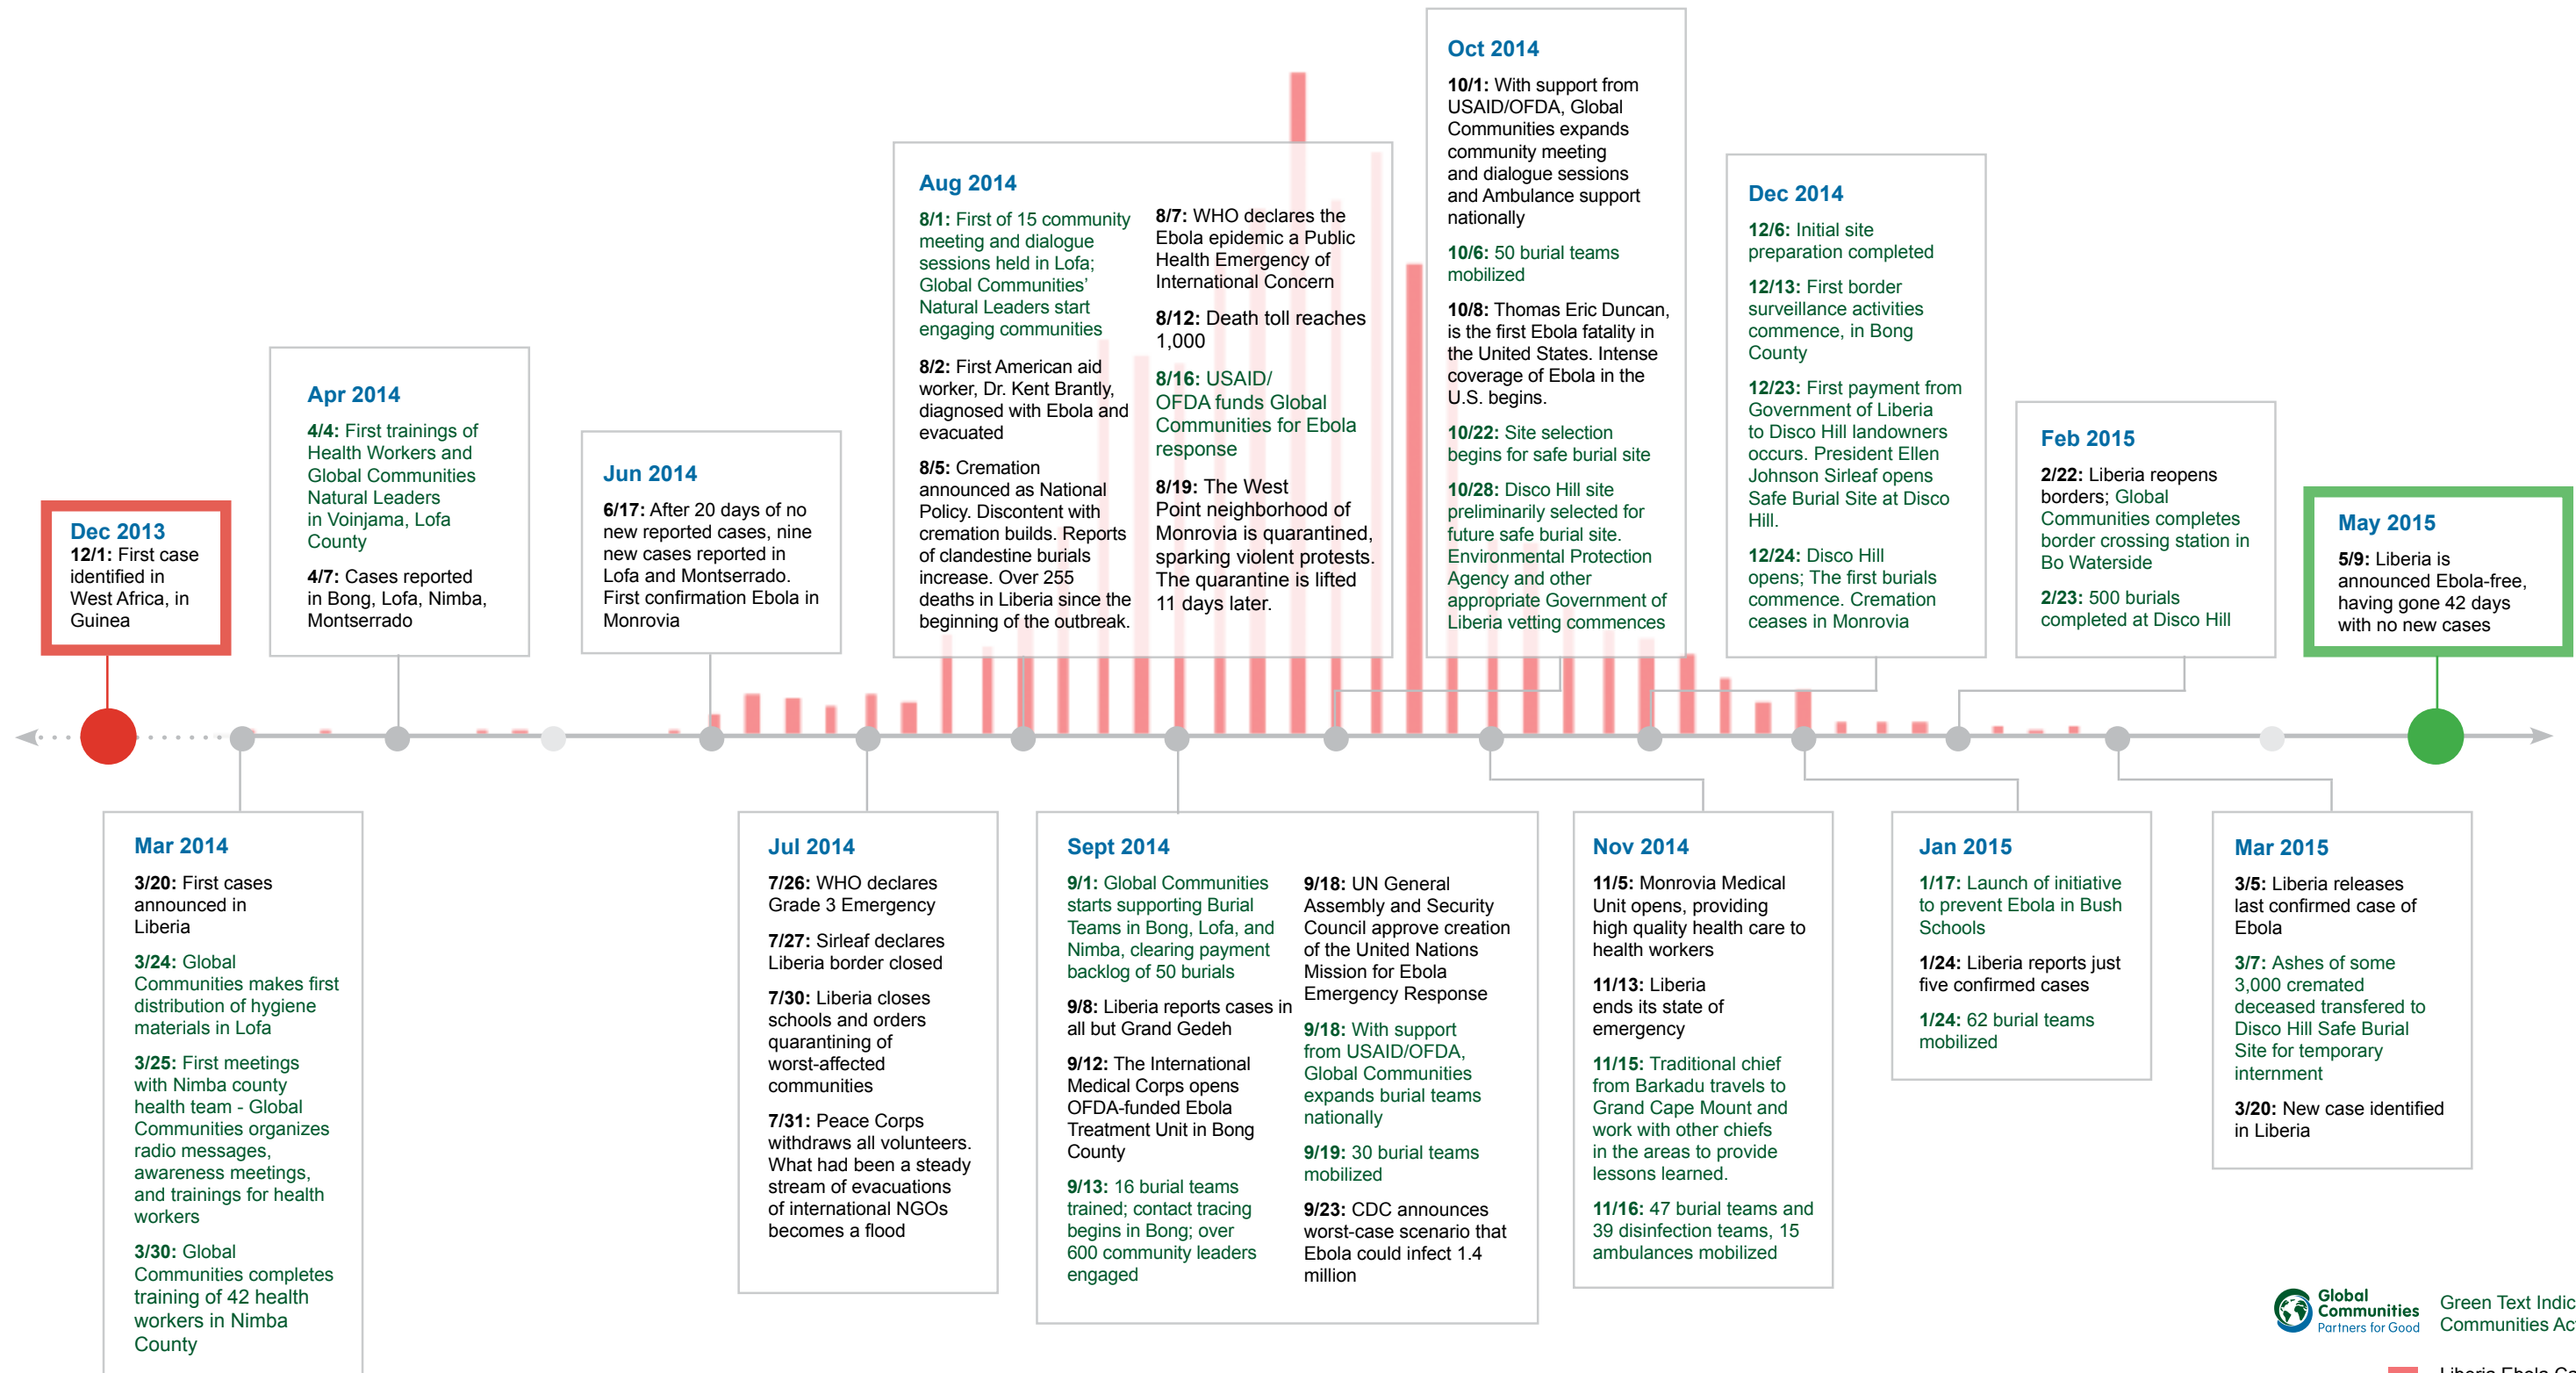 Dec 2013
12/1: First case
identified in
West Africa, in
Guinea
Mar 2014
3/20: First cases
announced in
Liberia
3/24: Global
Communities makes first
distribution of hygiene
materials in Lofa
3/25: First meetings
with Nimba county
health team - Global
Communities organizes
radio messages,
awareness meetings,
and trainings for health
workers
3/30: Global
Communities completes
training of 42 health
workers in Nimba
County
Apr 2014
4/4: First trainings of
Health Workers and
Global Communities
Natural Leaders
in Voinjama, Lofa
County
4/7: Cases reported
in Bong, Lofa, Nimba,
Montserrado
Jun 2014
6/17: After 20 days of no
new reported cases, nine
new cases reported in
Lofa and Montserrado.
First confirmation Ebola in
Monrovia
Jul 2014
7/26: WHO declares
Grade 3 Emergency
7/27: Sirleaf declares
Liberia border closed
7/30: Liberia closes
schools and orders
quarantining of
worst-affected
communities
7/31: Peace Corps
withdraws all volunteers.
What had been a steady
stream of evacuations
of international NGOs
becomes a flood
Aug 2014
8/1: First of 15 community
meeting and dialogue
sessions held in Lofa;
Global Communities'
Natural Leaders start
engaging communities
8/2: First American aid
worker, Dr. Kent Brantly,
diagnosed with Ebola and
evacuated
8/5: Cremation
announced as National
Policy. Discontent with
cremation builds. Reports
of clandestine burials
increase. Over 255
deaths in Liberia since the
beginning of the outbreak.
8/7: WHO declares the
Ebola epidemic a Public
Health Emergency of
International Concern
8/12: Death toll reaches
1,000
8/16: USAID/
OFDA funds Global
Communities for Ebola
response
8/19: The West
Point neighborhood of
Monrovia is quarantined,
sparking violent protests.
The quarantine is lifted
11 days later.
Sept 2014
9/1: Global Communities
starts supporting Burial
Teams in Bong, Lofa, and
Nimba, clearing payment
backlog of 50 burials
9/8: Liberia reports cases in
all but Grand Gedeh
9/12: The International
Medical Corps opens
OFDA-funded Ebola
Treatment Unit in Bong
County
9/13: 16 burial teams
trained; contact tracing
begins in Bong; over
600 community leaders
engaged
9/18: UN General
Assembly and Security
Council approve creation
of the United Nations
Mission for Ebola
Emergency Response
9/18: With support
from USAID/OFDA,
Global Communities
expands burial teams
nationally
9/19: 30 burial teams
mobilized
9/23: CDC announces
worst-case scenario that
Ebola could infect 1.4
million
Oct 2014
10/1: With support from
USAID/OFDA, Global
Communities expands
community meeting
and dialogue sessions
and Ambulance support
nationally
10/6: 50 burial teams
mobilized
10/8: Thomas Eric Duncan,
is the first Ebola fatality in
the United States. Intense
coverage of Ebola in the
U.S. begins.
10/22: Site selection
begins for safe burial site
10/28: Disco Hill site
preliminarily selected for
future safe burial site.
Environmental Protection
Agency and other
appropriate Government of
Liberia vetting commences
Nov 2014
11/5: Monrovia Medical
Unit opens, providing
high quality health care to
health workers
11/13: Liberia
ends its state of
emergency
11/15: Traditional chief
from Barkadu travels to
Grand Cape Mount and
work with other chiefs
in the areas to provide
lessons learned.
11/16: 47 burial teams and
39 disinfection teams, 15
ambulances mobilized
Dec 2014
12/6: Initial site
preparation completed
12/13: First border
surveillance activities
commence, in Bong
County
12/23: First payment from
Government of Liberia
to Disco Hill landowners
occurs. President Ellen
Johnson Sirleaf opens
Safe Burial Site at Disco
Hill.
12/24: Disco Hill
opens; The first burials
commence. Cremation
ceases in Monrovia
Jan 2015
1/17: Launch of initiative
to prevent Ebola in Bush
Schools
1/24: Liberia reports just
five confirmed cases
1/24: 62 burial teams
mobilized
Feb 2015
2/22: Liberia reopens
borders; Global
Communities completes
border crossing station in
Bo Waterside
2/23: 500 burials
completed at Disco Hill
Mar 2015
3/5: Liberia releases
last confirmed case of
Ebola
3/7: Ashes of some
3,000 cremated
deceased transfered to
Disco Hill Safe Burial
Site for temporary
internment
3/20: New case identified
in Liberia
May 2015
5/9: Liberia is
announced Ebola-free,
having gone 42 days
with no new cases
Global
Communities
Partners for Good
Green Text
Communities
Liberia Ebola